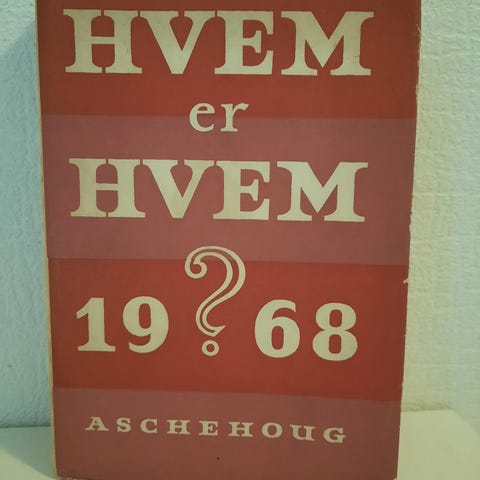 HVEM
er
HVEM
19 ? 68
ASCHEHOUG